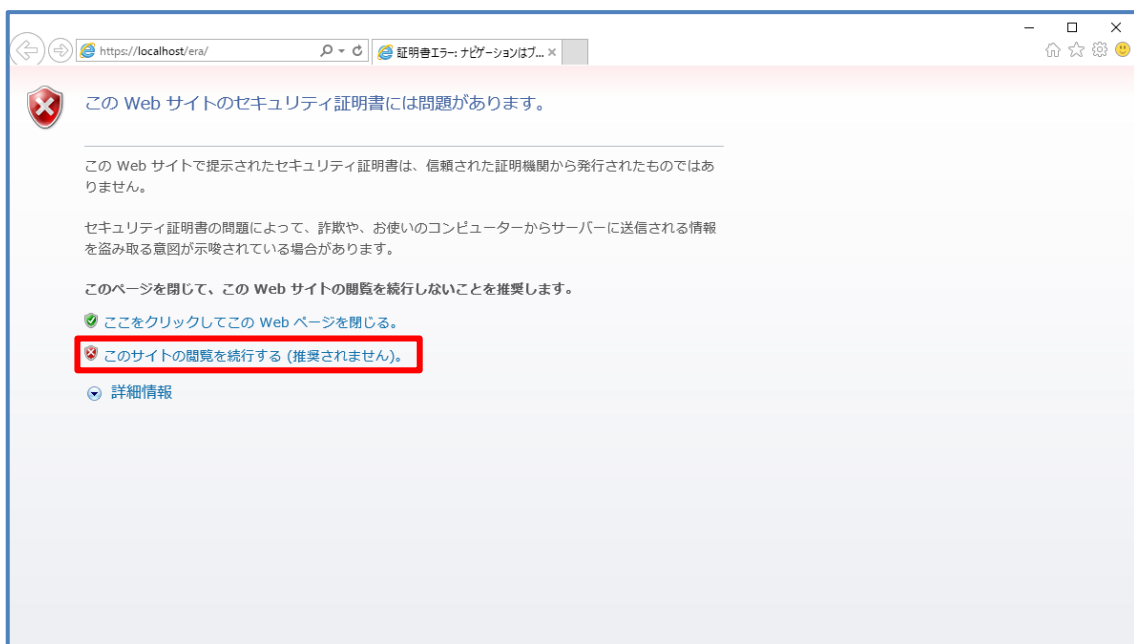 https://localhost/era/
証明書エラー: ナビゲーションはブ...
この Web サイトのセキュリティ証明書には問題があります。
この Web サイトで提示されたセキュリティ証明書は、信頼された証明機関から発行されたものではあ
りません。
セキュリティ証明書の問題によって、詐欺や、お使いのコンピューターからサーバーに送信される情報
を盗み取る意図が示唆されている場合があります。
このページを閉じて、この Web サイトの閲覧を続行しないことを推奨します。
ここをクリックしてこの Web ページを閉じる。
このサイトの閲覧を続行する (推奨されません)。
詳細情報